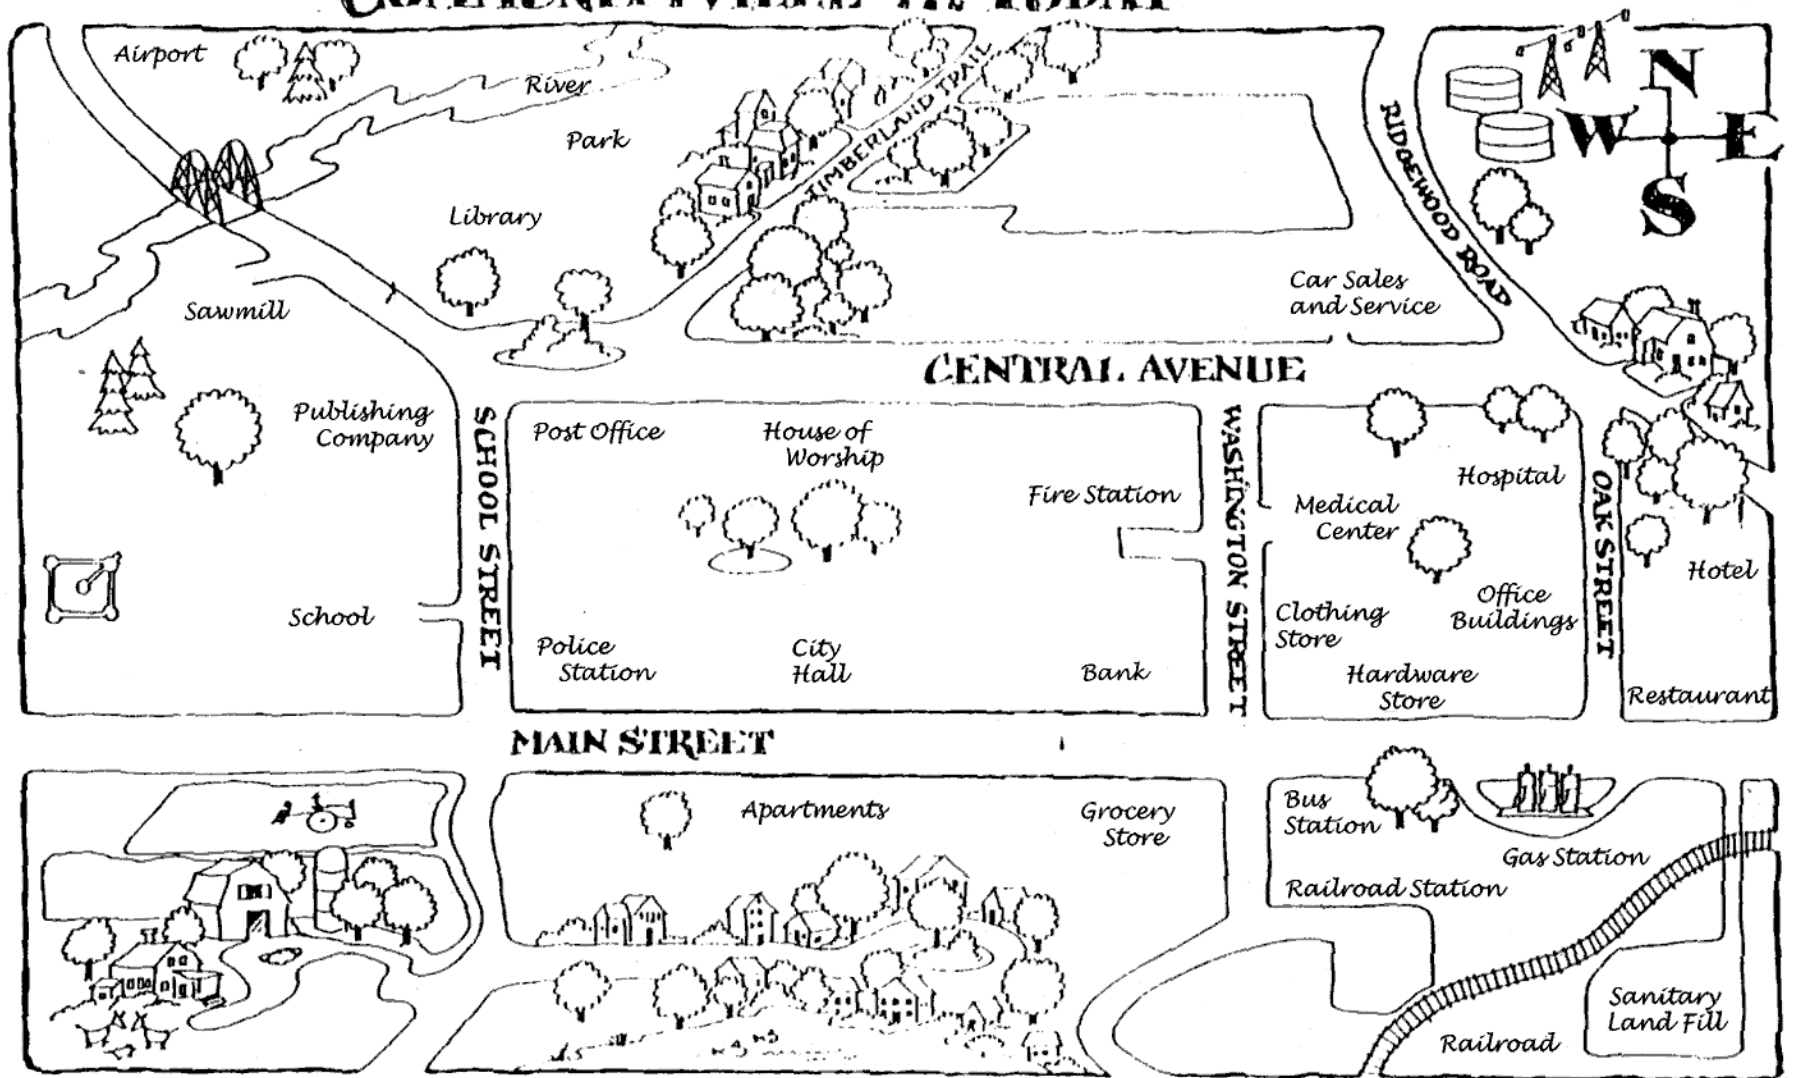 Airport
River
Park
TIMBERLAND TRAIL
RIDGEWOOD ROAD
N
W E
S
Library
Sawmill
Car Sales
and Service
CENTRAL AVENUE
Publishing
Company
SCHOOL STREET
Post Office
House of
Worship
Fire Station
WASHINGTON STREET
Hospital
Medical
Center
OAK STREET
Hotel
School
Clothing
Store
Office
Buildings
Police
Station
City
Hall
Bank
Hardware
Store
Restaurant
MAIN STREET
Apartments
Grocery
Store
Bus
Station
Gas Station
Railroad Station
Sanitary
Land Fill
Railroad